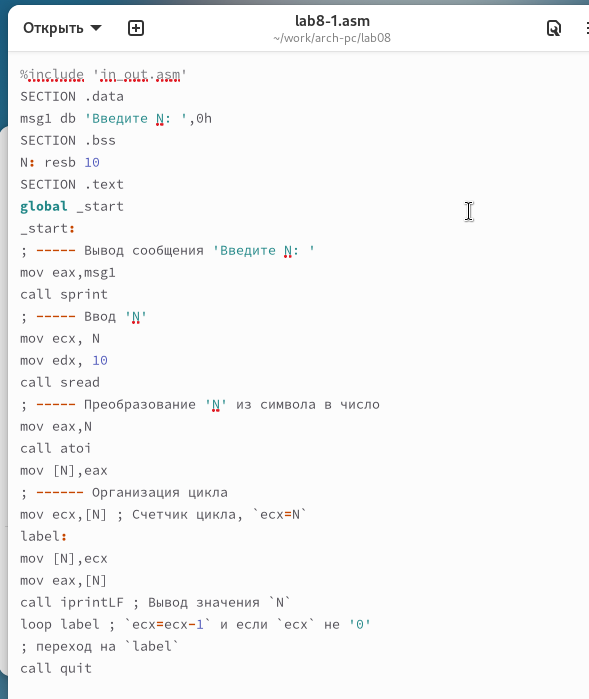 Открыть
lab8-1.asm
~/work/arch-pc/lab08
%include 'in_out.asm'
SECTION .data
msg1 db 'Введите N: ',0h
SECTION .bss
N: resb 10
SECTION .text
global _start
_start:
; ----- Вывод сообщения 'Введите N: '
mov eax,msg1
call sprint
; ----- Ввод 'N'
mov ecx, N
mov edx, 10
call sread
; ----- Преобразование 'N' из символа в число
mov eax,N
call atoi
mov [N],eax
; ------ Организация цикла
mov ecx,[N] ; Счетчик цикла, `ecx=N`
label:
mov [N],ecx
mov eax,[N]
call iprintLF ; Вывод значения `N`
loop label ; `ecx=ecx-1` и если `ecx` не '0'
; переход на `label`
call quit